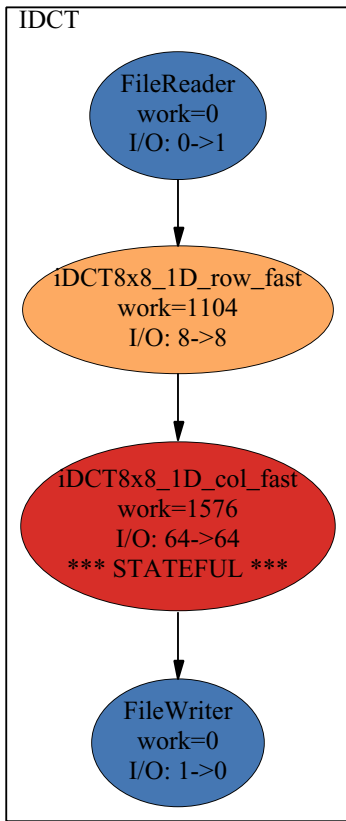 IDCT
FileReader
work=0
I/O: 0->1
iDCT8x8_1D_row_fast
work=1104
I/O: 8->8
iDCT8x8_1D_col_fast
work=1576
I/O: 64->64
*** STATEFUL ***
FileWriter
work=0
I/O: 1->0